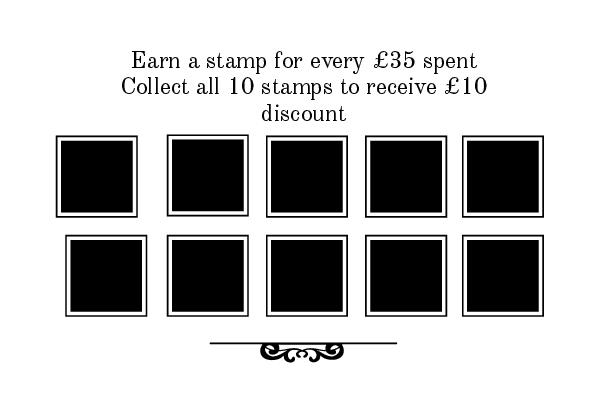 Earn a stamp for every £35 spent
Collect all 10 stamps to receive £10
discount